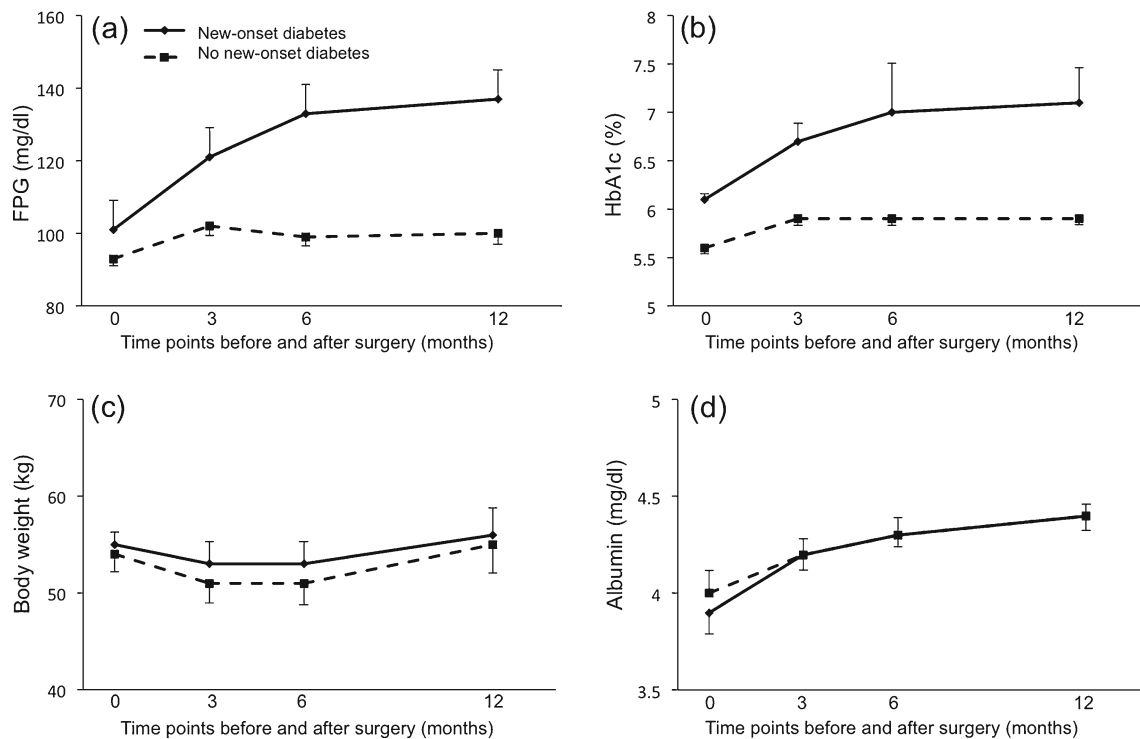 (a)
New-onset diabetes
No new-onset diabetes
FPG (mg/dl)
160
140
120
100
80
0 3 6 12
Time points before and after surgery (months)
(b)
HbA1c (%)
8
7.5
7
6.5
6
5.5
5
0 3 6 12
Time points before and after surgery (months)
(c)
Body weight (kg)
70
60
50
40
0 3 6 12
Time points before and after surgery (months)
(d)
Albumin (mg/dl)
5
4.5
4
3.5
0 3 6 12
Time points before and after surgery (months)